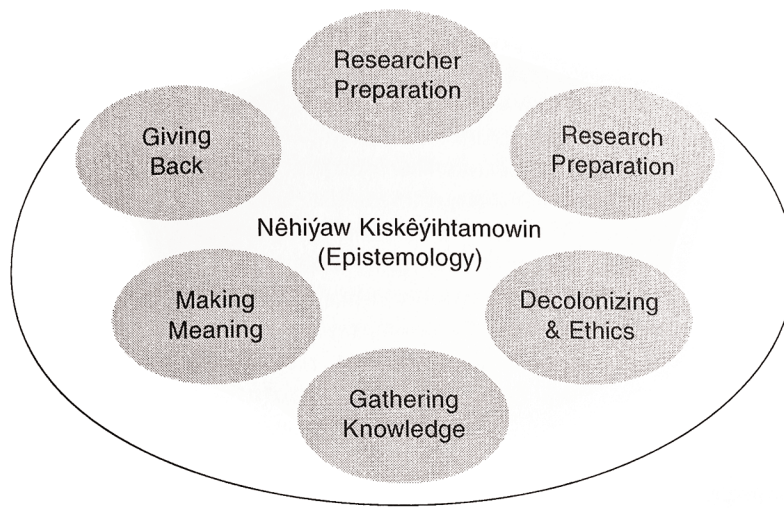 Researcher
Preparation
Research
Preparation
Giving
Back
Nêhiýaw Kiskêýihtamowin
(Epistemology)
Decolonizing
& Ethics
Making
Meaning
Gathering
Knowledge